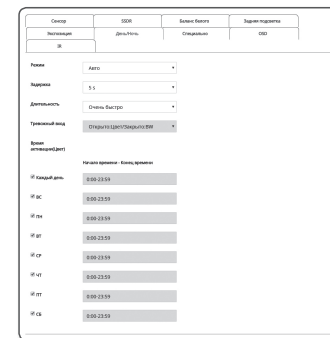 Сенсор SSDR Баланс белого Задняя подсветка
Экспозиция День/Ночь Специально OSD
IR
Режим Авто
Задержка 5 s
Длительность Очень быстро
Тревожный вход Открыто:Цвет/Закрыто:BW
Время
активации(Цвет)
Начало времени - Конец времени
Каждый день 0:00-23:59
ВС 0:00-23:59
ПН 0:00-23:59
ВТ 0:00-23:59
СР 0:00-23:59
ЧТ 0:00-23:59
ПТ 0:00-23:59
СБ 0:00-23:59